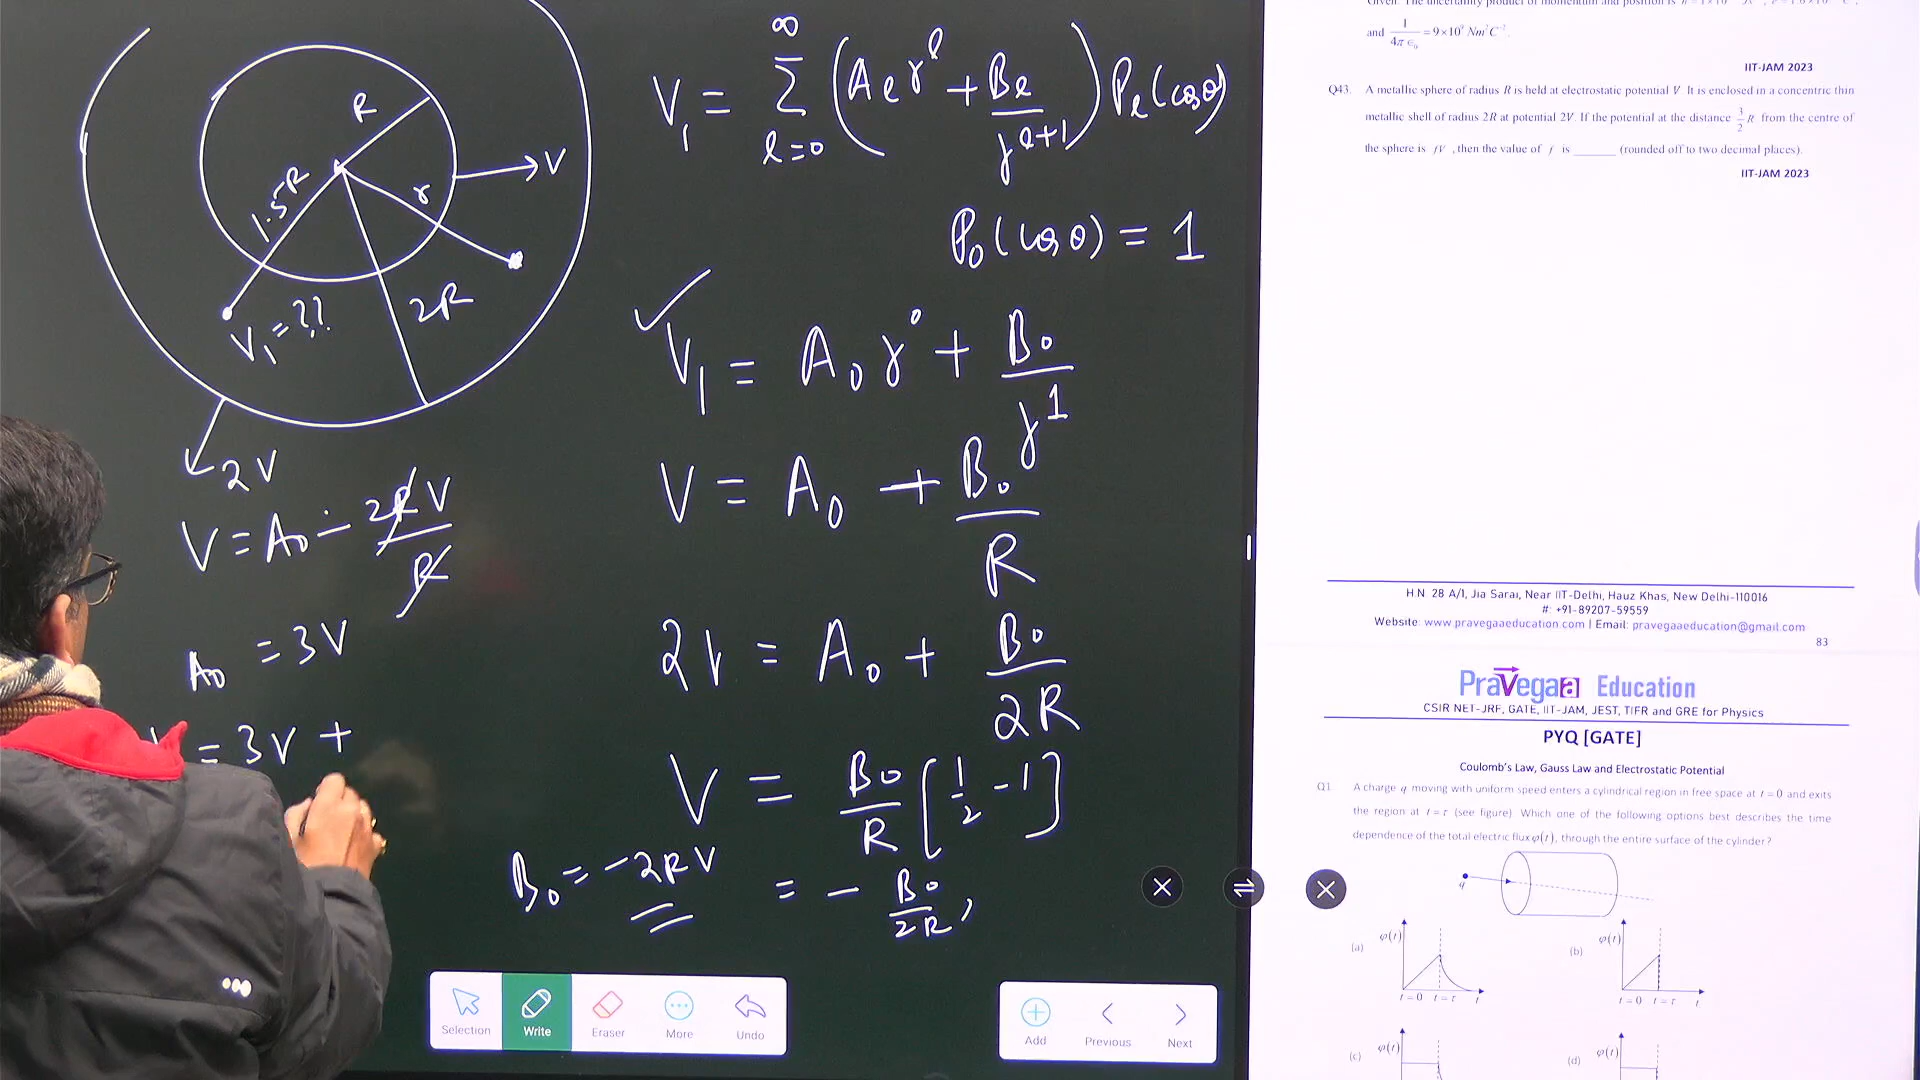 R
V
1.5R
r
2R
V₁ = ??
2V
V = A₀ - 2RV/R
A₀ = 3V
= 3V +
V₁ = ∑_{l=0}^{∞} (A_l r^l + B_l/r^{l+1}) P_l(cosθ)
P₀(cosθ) = 1
V₁ = A₀ r⁰ + B₀/r¹
V = A₀ + B₀/R
2V = A₀ + B₀/2R
V = B₀/R [1/2 - 1]
B₀ = -2RV
= - B₀/2R,
Selection
Write
Eraser
More
Undo
Add
Previous
Next
and 1/4π∈₀ = 9×10⁹ Nm²C⁻².
IIT-JAM 2023
Q43. A metallic sphere of radius R is held at electrostatic potential V. It is enclosed in a concentric thin
metallic shell of radius 2R at potential 2V. If the potential at the distance 3/2 R from the centre of
the sphere is fV, then the value of f is ______ (rounded off to two decimal places).
IIT-JAM 2023
H.N. 28 A/1, Jia Sarai, Near IIT-Delhi, Hauz Khas, New Delhi-110016
#: +91-89207-59559
Website: www.pravegaaeducation.com | Email: pravegaaeducation@gmail.com
83
Pravegaa Education
CSIR NET-JRF, GATE, IIT-JAM, JEST, TIFR and GRE for Physics
PYQ [GATE]
Coulomb's Law, Gauss Law and Electrostatic Potential
Q1. A charge q moving with uniform speed enters a cylindrical region in free space at t = 0 and exits
the region at t = τ (see figure). Which one of the following options best describes the time
dependence of the total electric flux φ(t), through the entire surface of the cylinder?
q
(a)
φ(t)
t = 0 t = τ t
(b)
φ(t)
t = 0 t = τ t
(c)
φ(t)
(d)
φ(t)